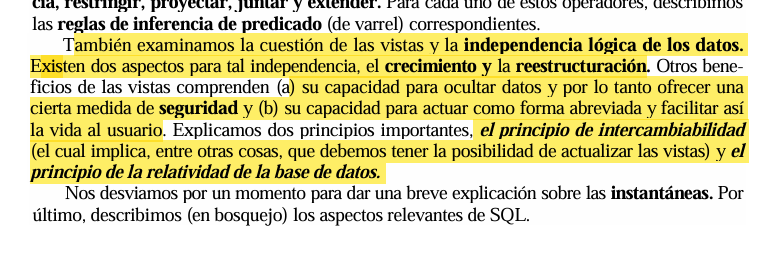 cia, restringir, proyectar, juntar y extender. Para cada uno de estos operadores, describimos
las reglas de inferencia de predicado (de varrel) correspondientes.
También examinamos la cuestión de las vistas y la independencia lógica de los datos.
Existen dos aspectos para tal independencia, el crecimiento y la reestructuración. Otros bene-
ficios de las vistas comprenden (a) su capacidad para ocultar datos y por lo tanto ofrecer una
cierta medida de seguridad y (b) su capacidad para actuar como forma abreviada y facilitar así
la vida al usuario. Explicamos dos principios importantes, el principio de intercambiabilidad
(el cual implica, entre otras cosas, que debemos tener la posibilidad de actualizar las vistas) y el
principio de la relatividad de la base de datos.
Nos desviamos por un momento para dar una breve explicación sobre las instantáneas. Por
último, describimos (en bosquejo) los aspectos relevantes de SQL.